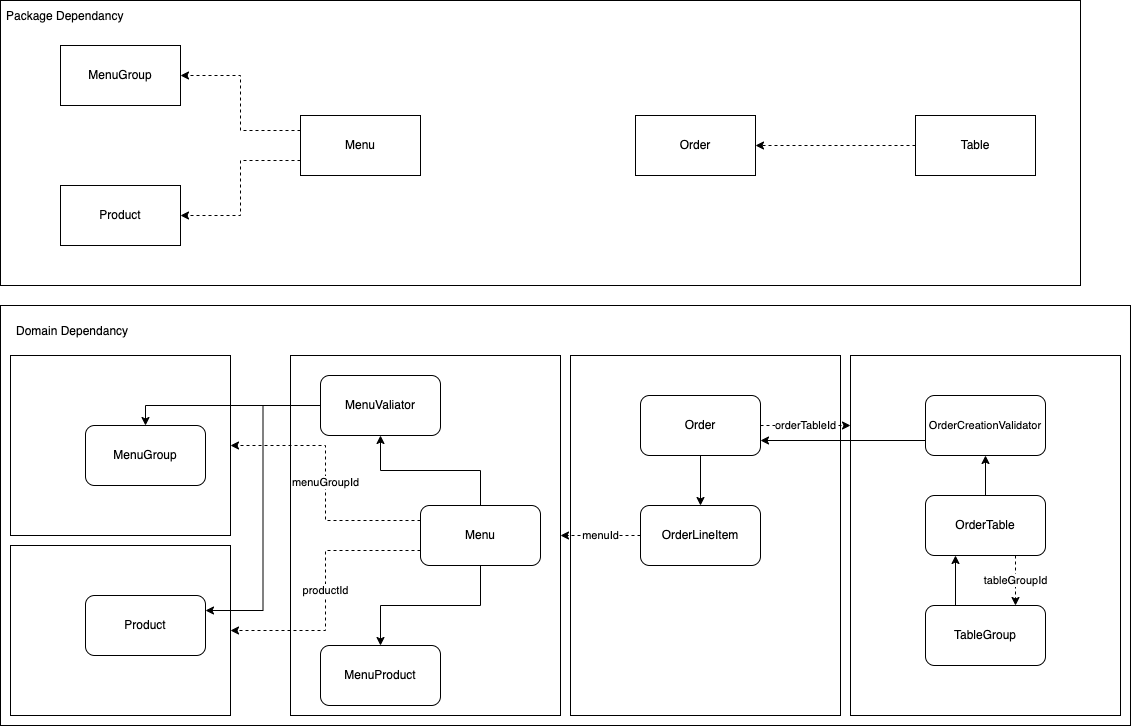 Package Dependancy
MenuGroup
Menu
Order
Table
Product
Domain Dependancy
MenuValiator
MenuGroup
menuGroupId
Menu
productId
Product
MenuProduct
Order
orderTableId
OrderCreationValidator
menuId
OrderLineItem
OrderTable
tableGroupId
TableGroup